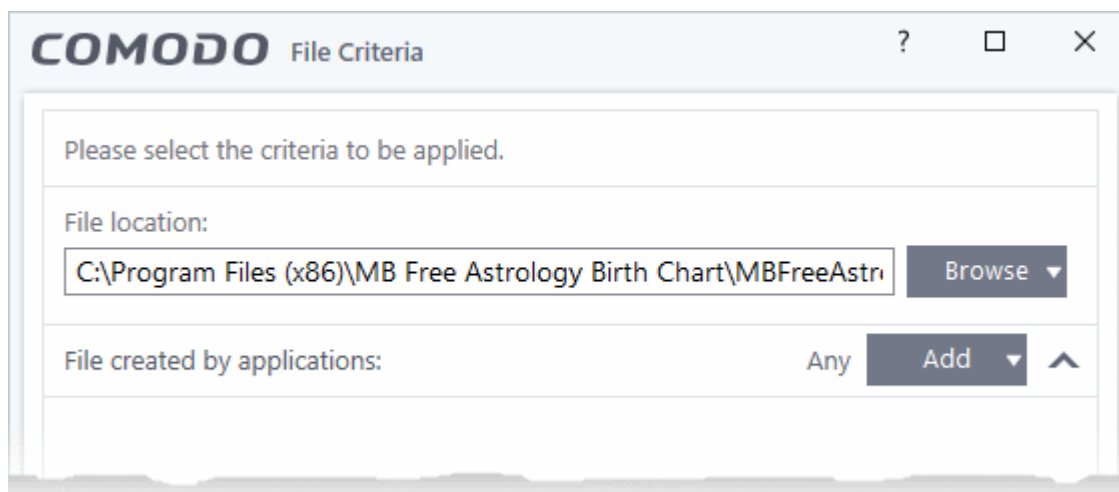 COMODO File Criteria ?
Please select the criteria to be applied.
File location:
C:\Program Files (x86)\MB Free Astrology Birth Chart\MBFreeAstr Browse
File created by applications: Any Add